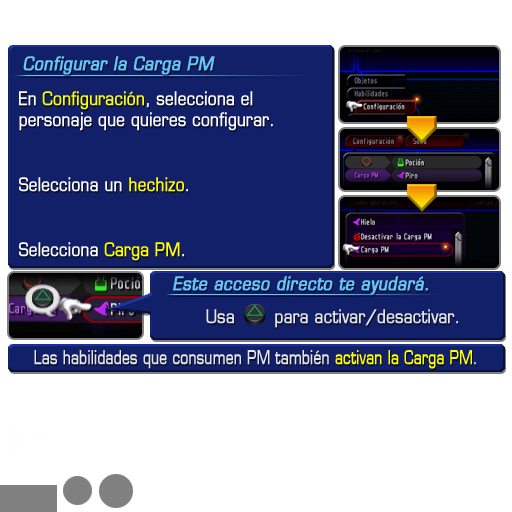 Configurar la Carga PM
En Configuración, selecciona el
personaje que quieres configurar.
Selecciona un hechizo.
Selecciona Carga PM.
Objetos
Habilidades
Configuración
Configuración
Poción
Carga PM
Piro
Hielo
Desactivar la Carga PM
Carga PM
Poció
Piro
Este acceso directo te ayudará.
Usa para activar/desactivar.
Las habilidades que consumen PM también activan la Carga PM.